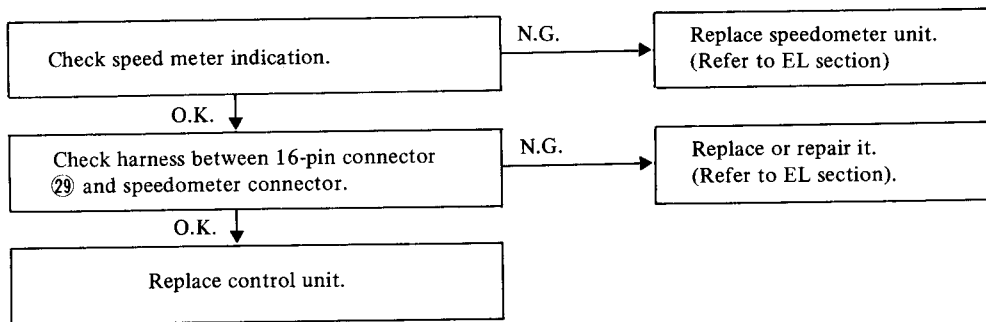 Check speed meter indication.
N.G.
Replace speedometer unit.
(Refer to EL section)
O.K.
Check harness between 16-pin connector
㉙ and speedometer connector.
N.G.
Replace or repair it.
(Refer to EL section).
O.K.
Replace control unit.